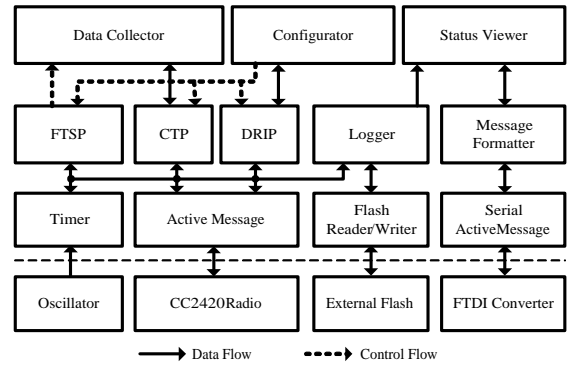 Data Collector
Configurator
Status Viewer
FTSP
CTP
DRIP
Logger
Message
Formatter
Timer
Active Message
Flash
Reader/Writer
Serial
ActiveMessage
Oscillator
CC2420Radio
External Flash
FTDI Converter
Data Flow
Control Flow